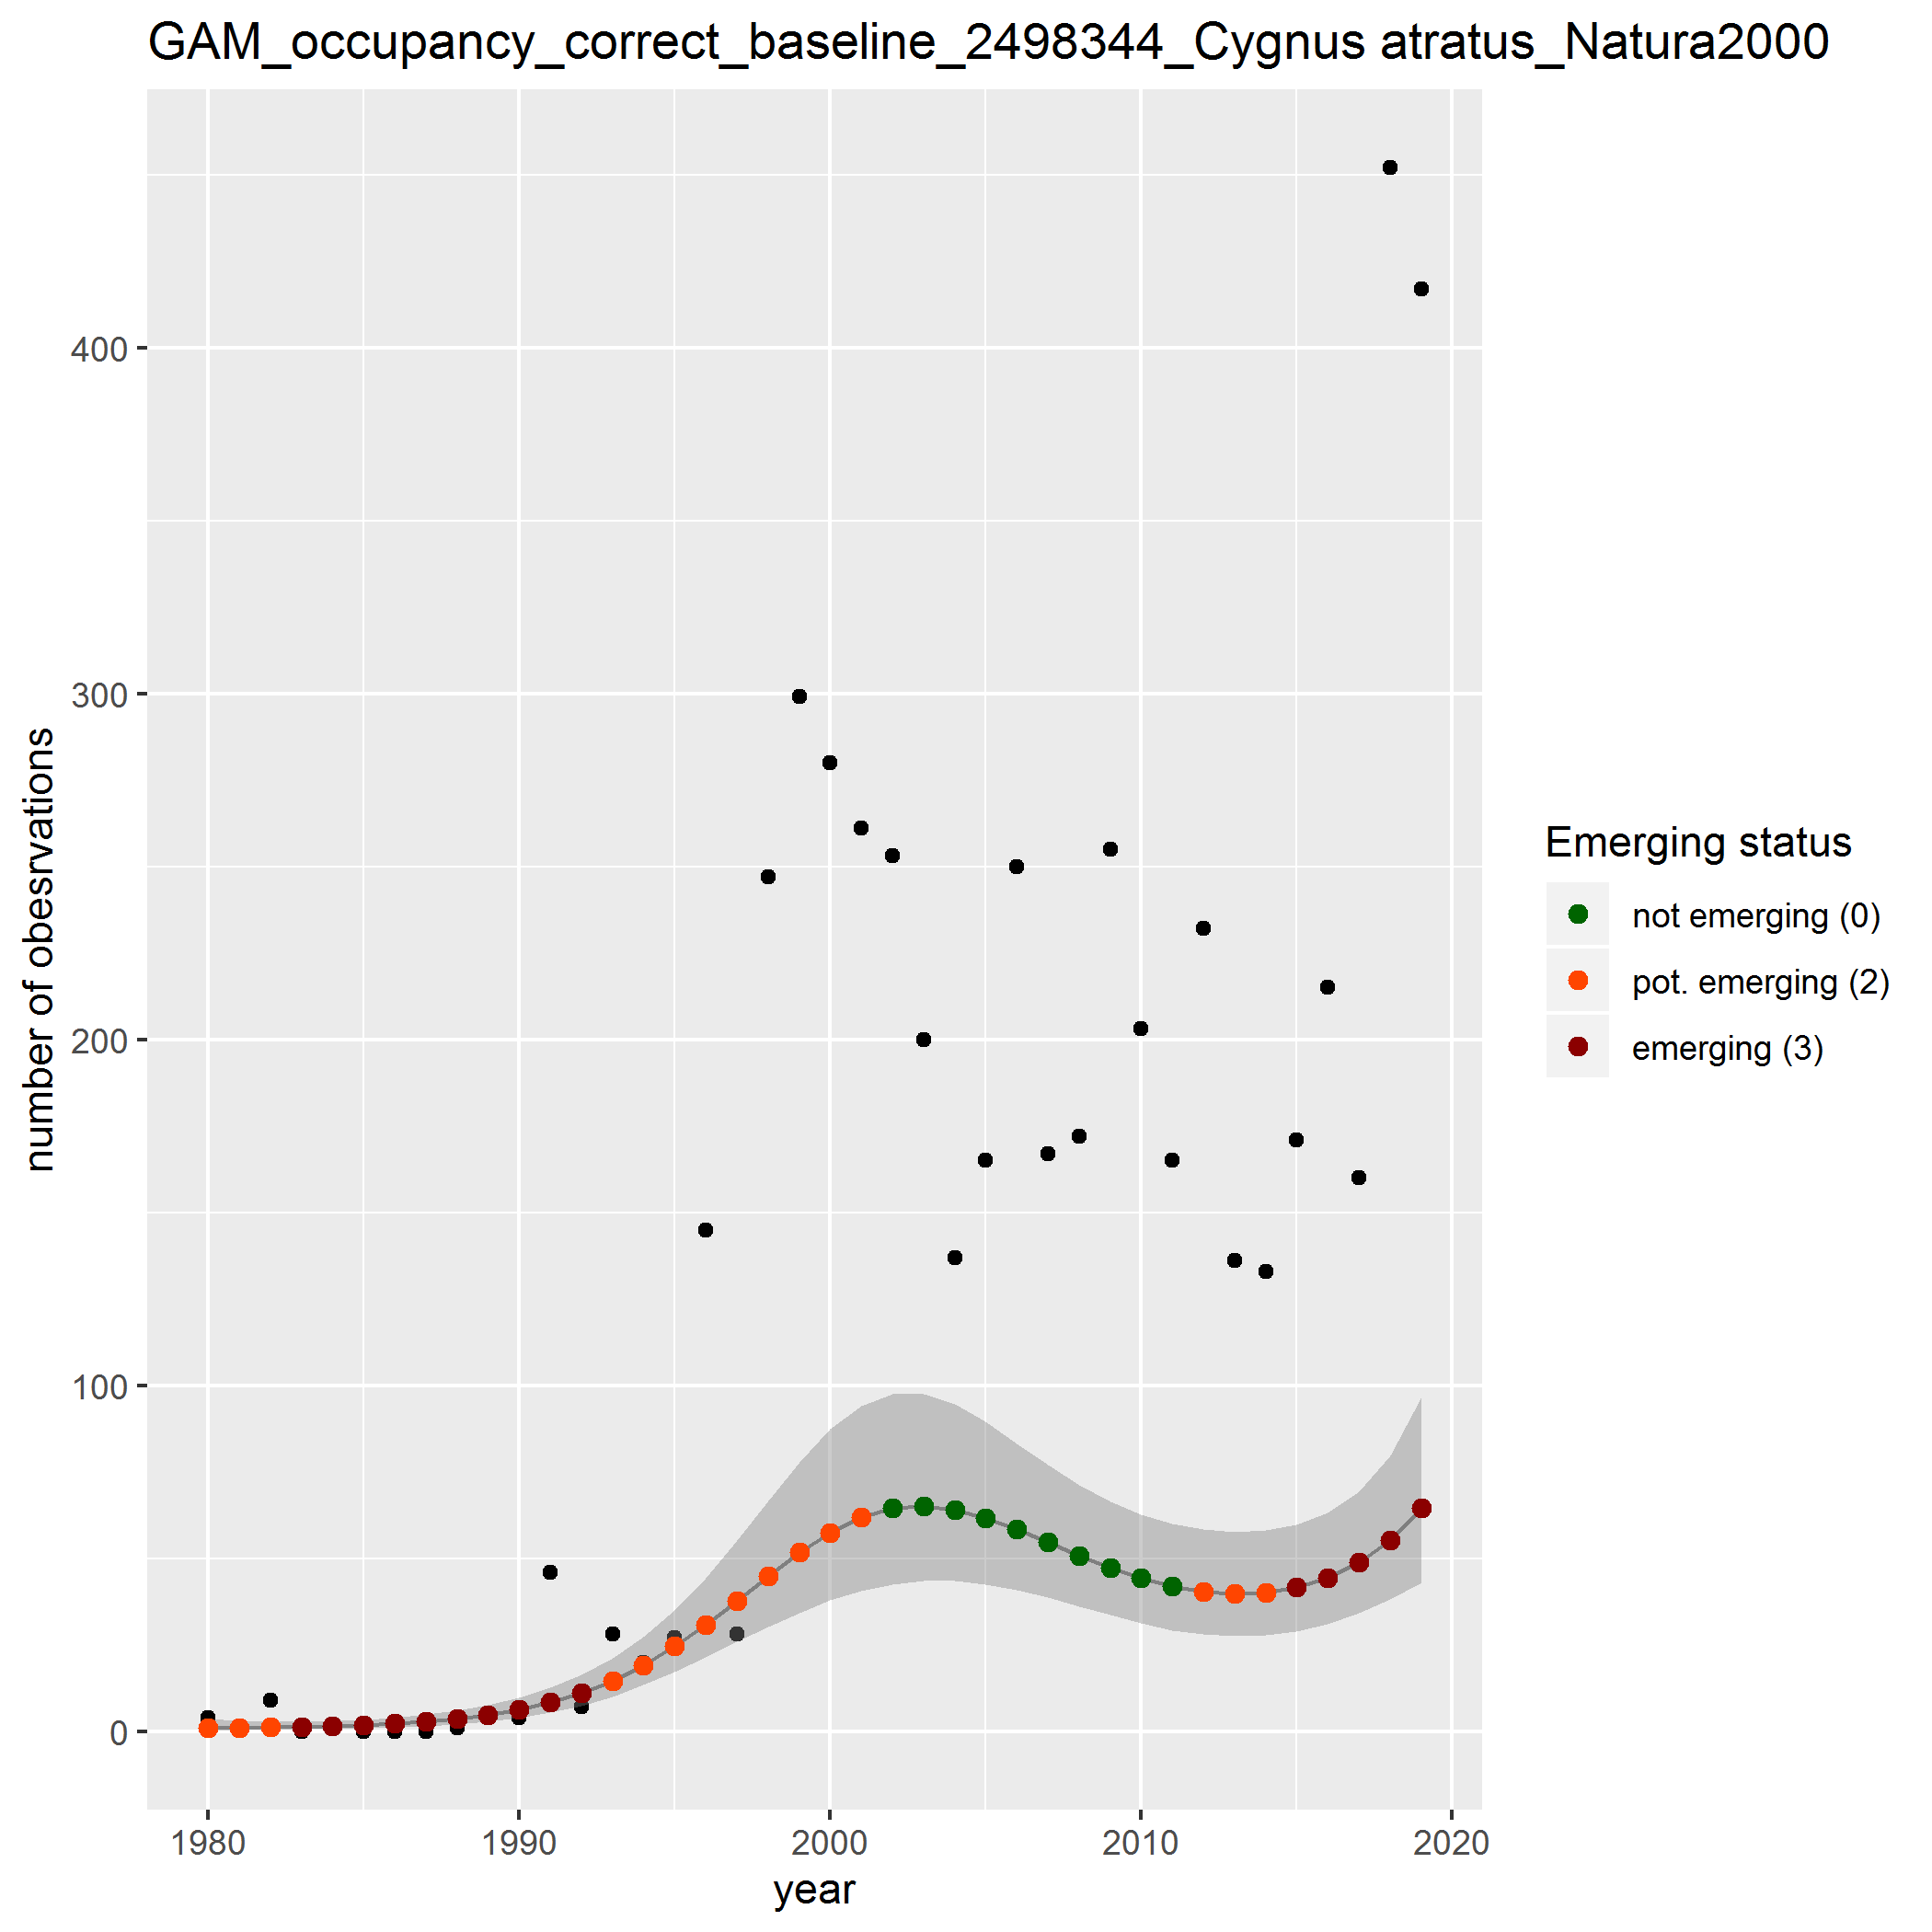 GAM_occupancy_correct_baseline_2498344_Cygnus atratus_Natura2000
number of obesrvations
400
300
200
100
0
1980 1990 2000 2010 2020
year
Emerging status
not emerging (0)
pot. emerging (2)
emerging (3)